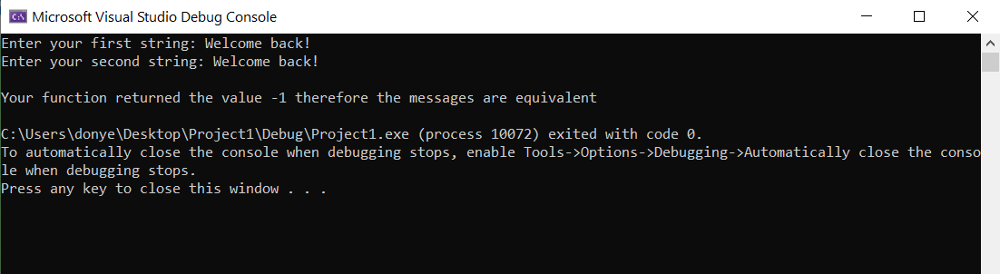 Microsoft Visual Studio Debug Console
Enter your first string: Welcome back!
Enter your second string: Welcome back!
Your function returned the value -1 therefore the messages are equivalent
C:\Users\donye\Desktop\Project1\Debug\Project1.exe (process 10072) exited with code 0.
To automatically close the console when debugging stops, enable Tools->Options->Debugging->Automatically close the conso
le when debugging stops.
Press any key to close this window . . .